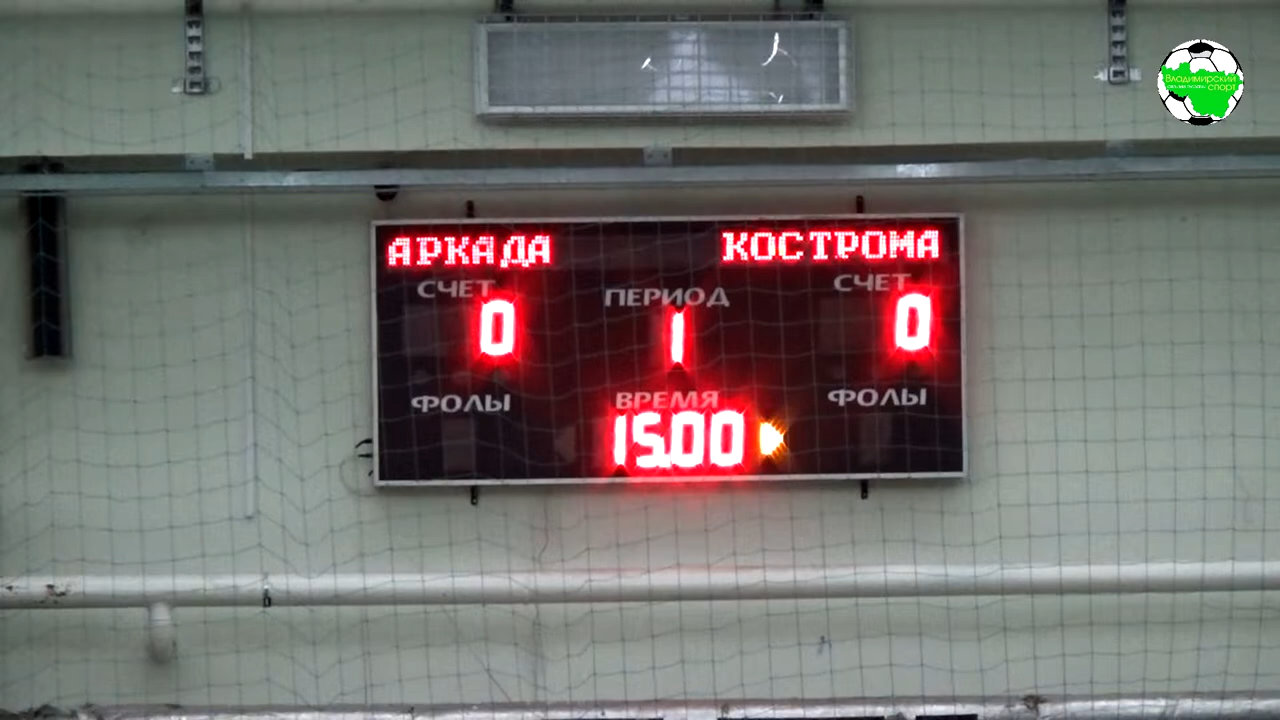 Владимирский
спорт
АРКАДА КОСТРОМА
СЧЕТ ПЕРИОД СЧЕТ
0 1 0
ФОЛЫ ВРЕМЯ ФОЛЫ
15.00